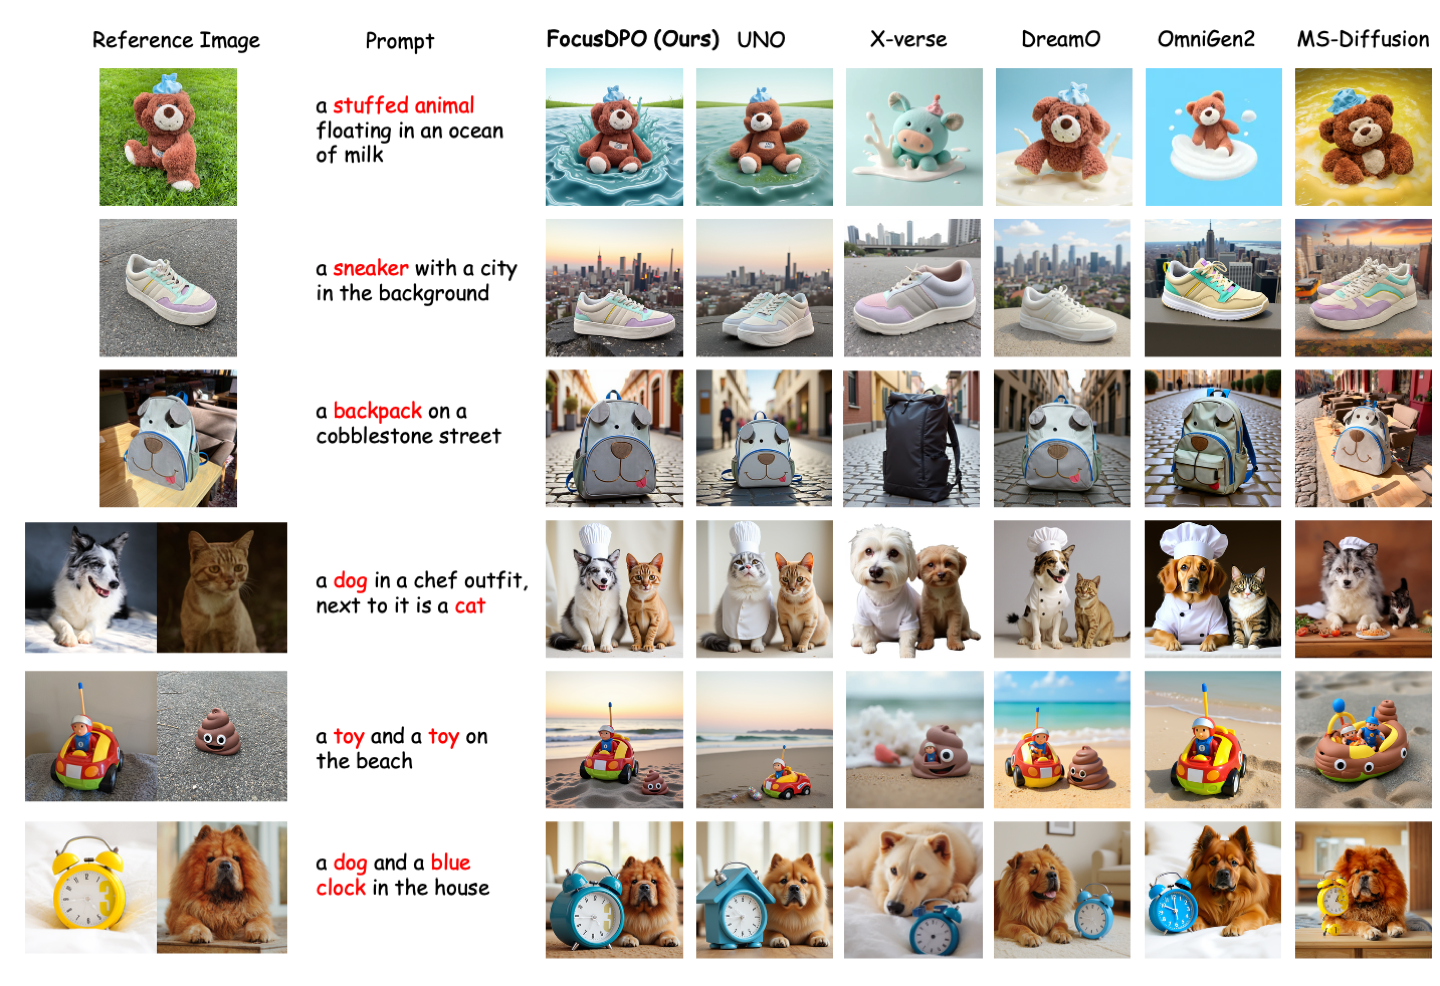 Reference Image Prompt FocusDPO (Ours) UNO X-verse DreamO OmniGen2 MS-Diffusion
a stuffed animal
floating in an ocean
of milk
a sneaker with a city
in the background
a backpack on a
cobblestone street
a dog in a chef outfit,
next to it is a cat
a toy and a toy on
the beach
a dog and a blue
clock in the house